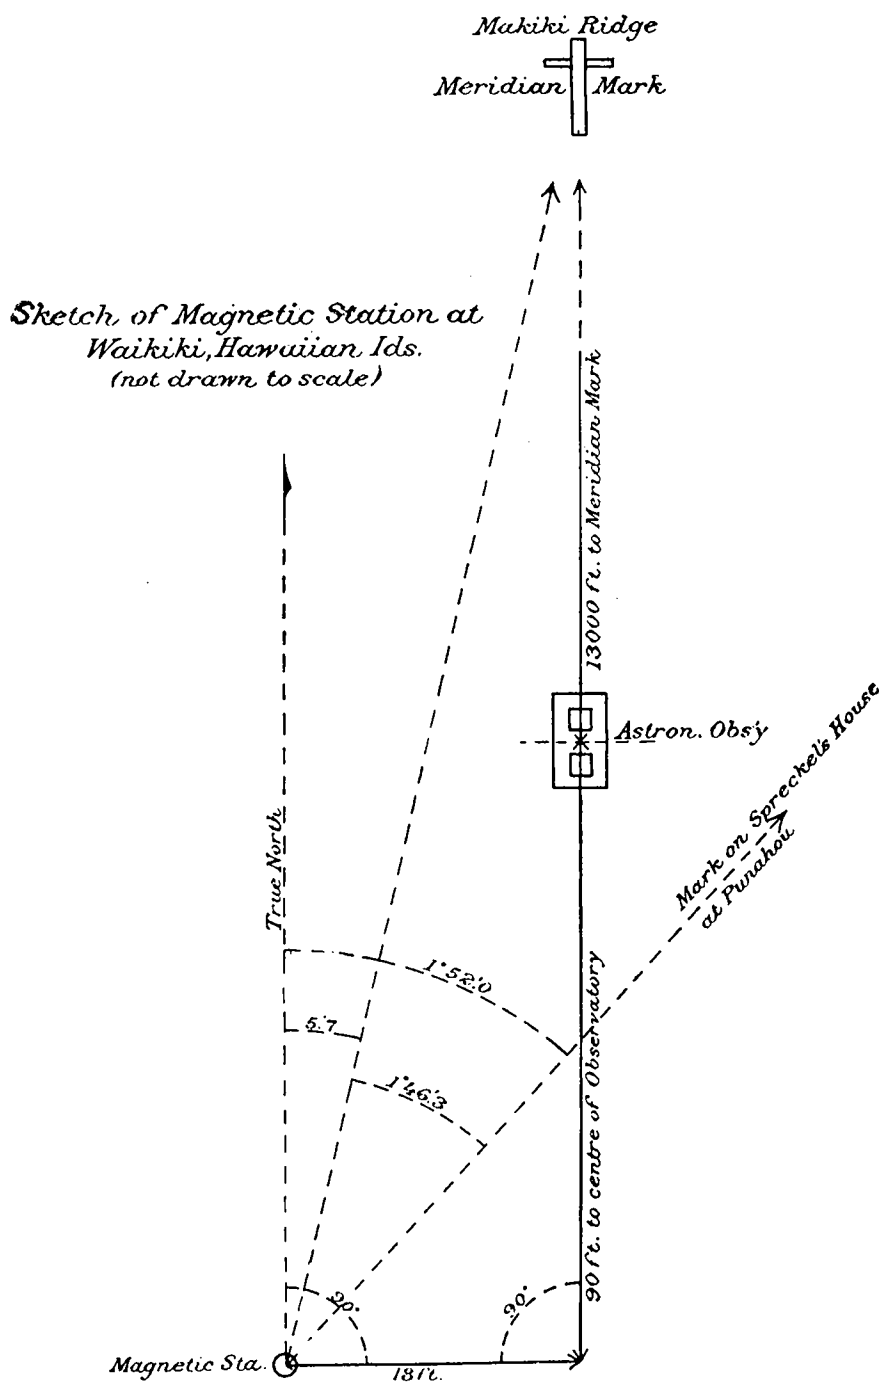 Makiki Ridge
Meridian Mark
Sketch of Magnetic Station at
Waikiki, Hawaiian Ids.
(not drawn to scale)
13000 ft. to Meridian Mark
Astron. Obsy
Mark on Spreckel's House
at Punahou
True North
1°52.'0
5.'7
1°46.'3
90 ft. to centre of Observatory
90°
90°
Magnetic Sta.
18 ft.